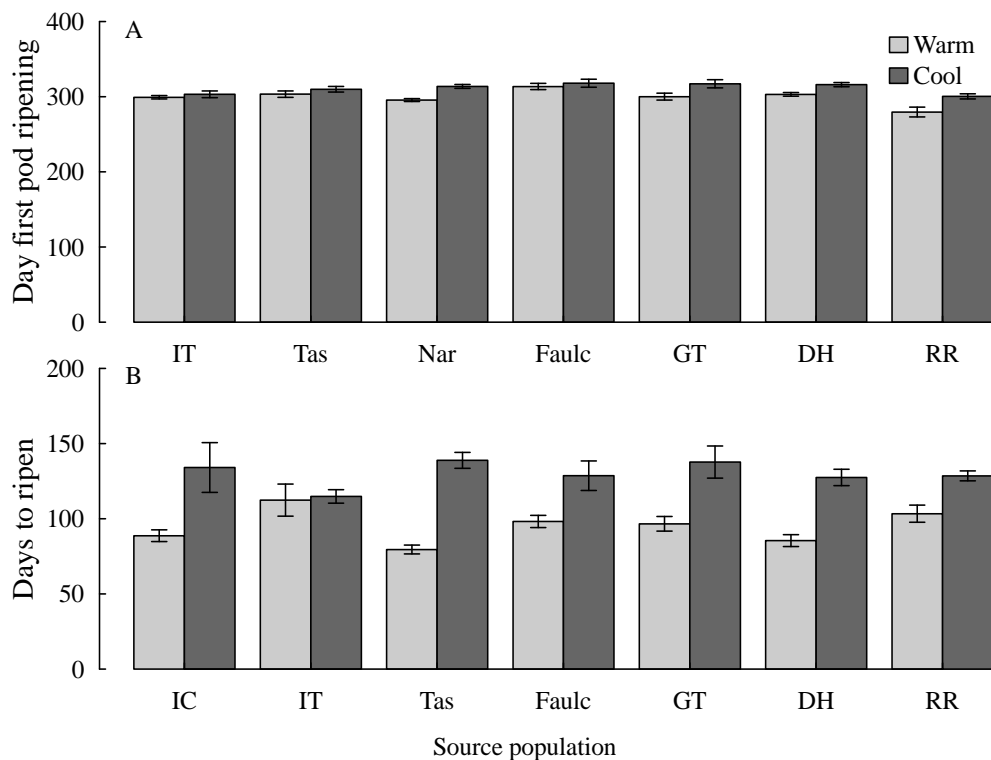 A
Warm
Cool
Day first pod ripening
400
300
200
100
0
IT Tas Nar Faulc GT DH RR
B
Days to ripen
200
150
100
50
0
IC IT Tas Faulc GT DH RR
Source population